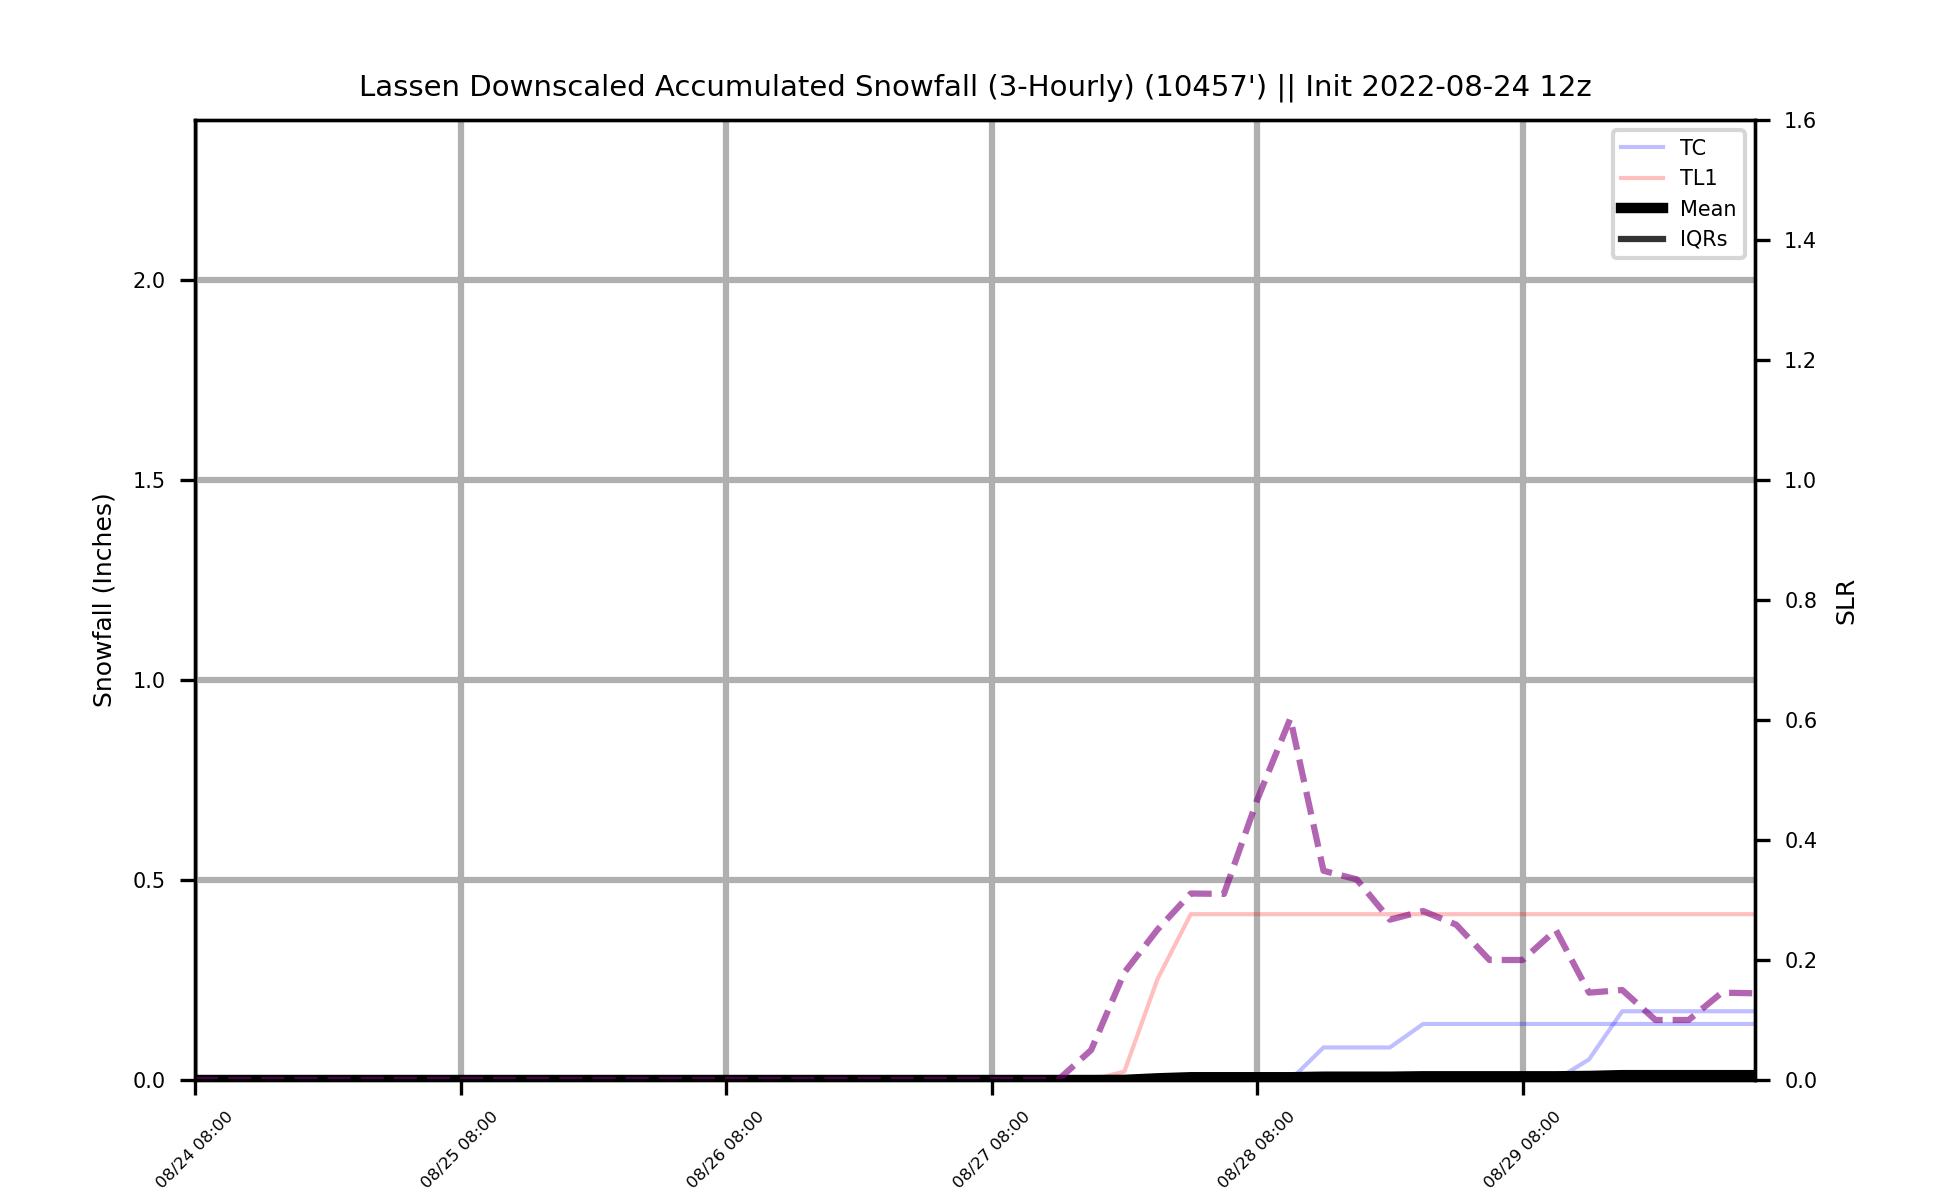 Lassen Downscaled Accumulated Snowfall (3-Hourly) (10457') || Init 2022-08-24 12z
TC
TL1
Mean
IQRs
Snowfall (Inches)
2.0
1.5
1.0
0.5
0.0
1.6
1.4
1.2
1.0
0.8
0.6
0.4
0.2
0.0
SLR
08/24 08:00
08/25 08:00
08/26 08:00
08/27 08:00
08/28 08:00
08/29 08:00